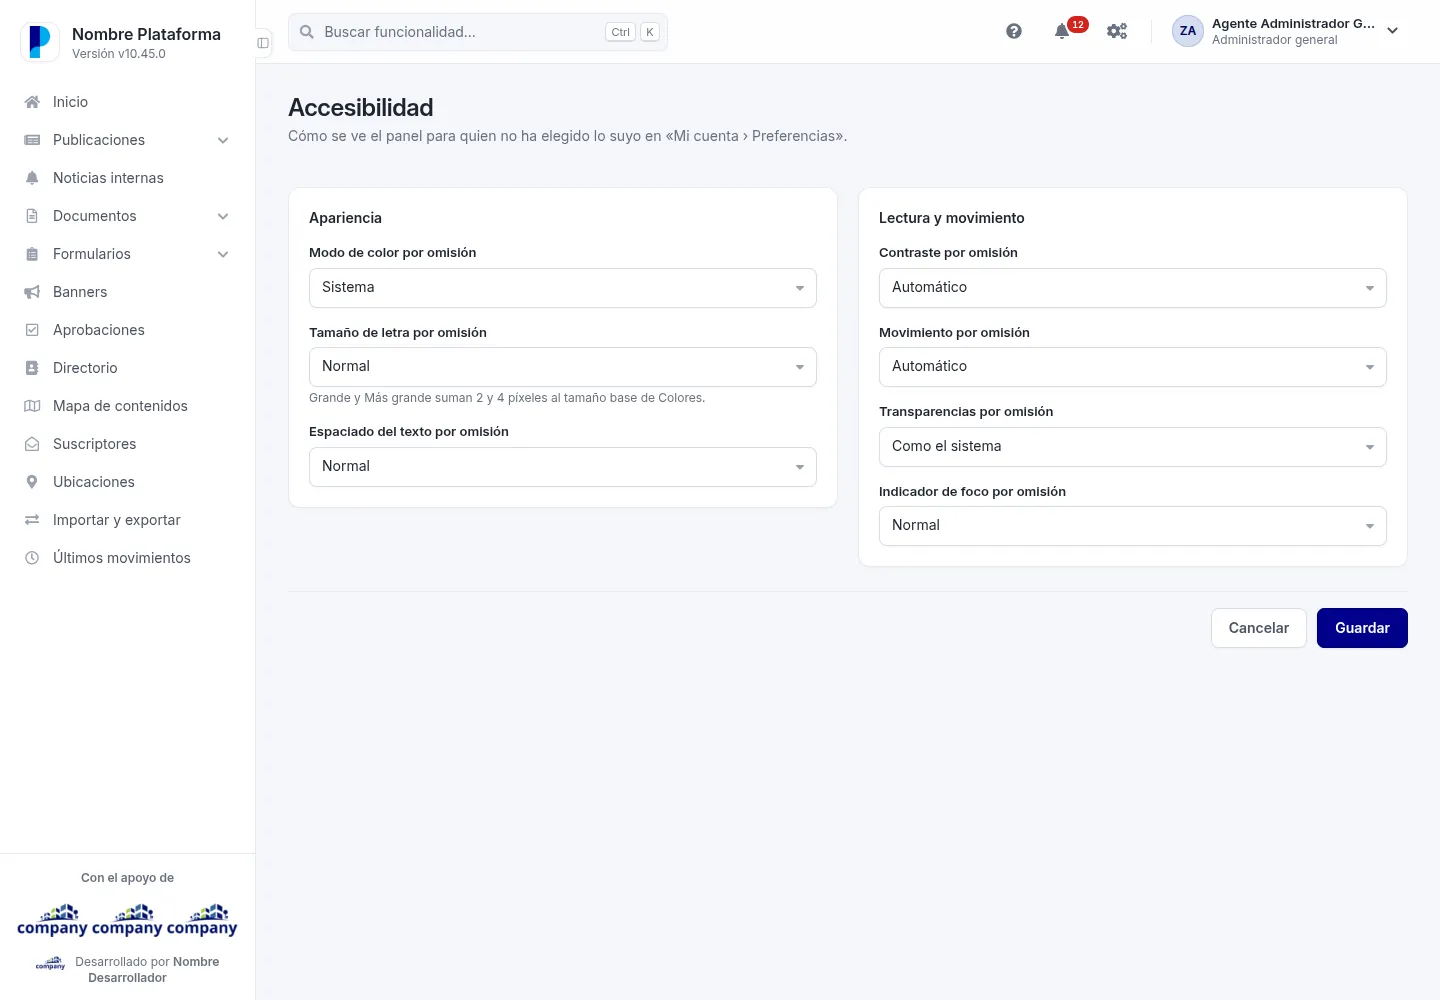 Nombre Plataforma
Versión v10.45.0
Buscar funcionalidad...
Ctrl K
12
ZA
Agente Administrador G...
Administrador general
Inicio
Publicaciones
Noticias internas
Documentos
Formularios
Banners
Aprobaciones
Directorio
Mapa de contenidos
Suscriptores
Ubicaciones
Importar y exportar
Últimos movimientos
Con el apoyo de
company company company
company
Desarrollado por Nombre
Desarrollador
Accesibilidad
Cómo se ve el panel para quien no ha elegido lo suyo en «Mi cuenta › Preferencias».
Apariencia
Modo de color por omisión
Sistema
Tamaño de letra por omisión
Normal
Grande y Más grande suman 2 y 4 píxeles al tamaño base de Colores.
Espaciado del texto por omisión
Normal
Lectura y movimiento
Contraste por omisión
Automático
Movimiento por omisión
Automático
Transparencias por omisión
Como el sistema
Indicador de foco por omisión
Normal
Cancelar
Guardar